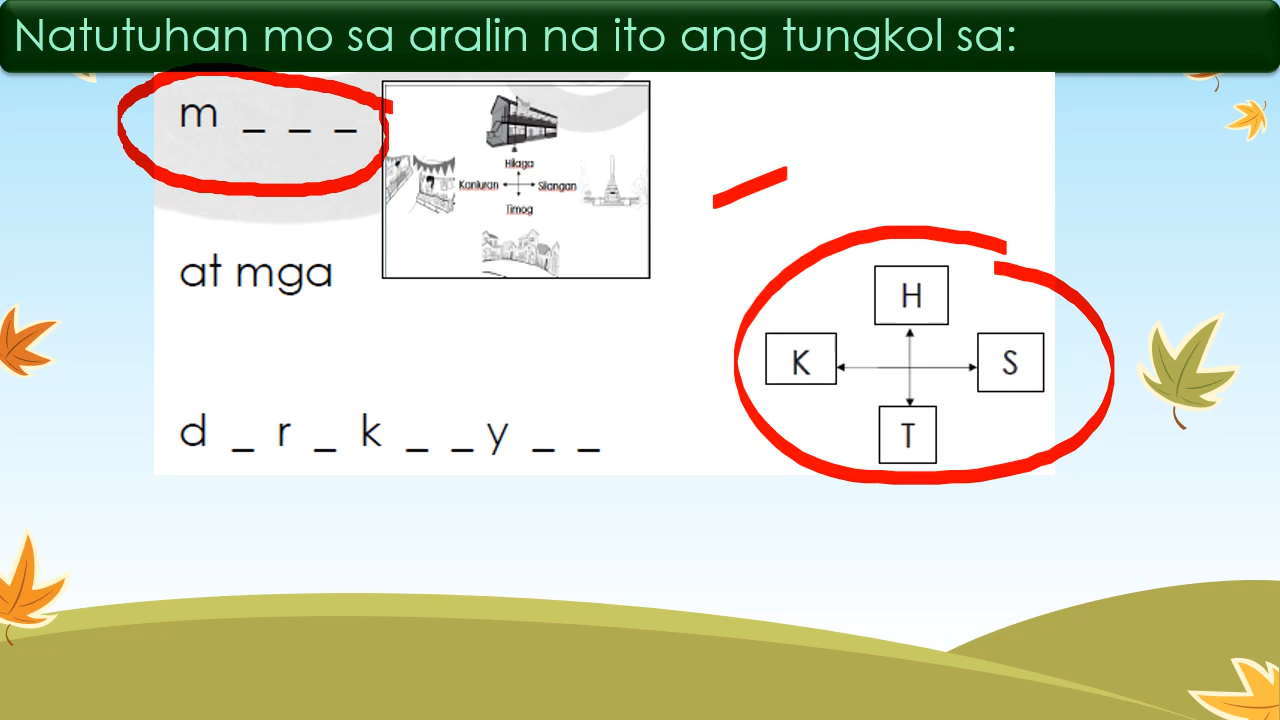 Natutuhan mo sa aralin na ito ang tungkol sa:
m _ _ _
Hilaga
Kanluran Silangan
Timog
at mga
H
K S
T
d _ r _ k _ _ y _ _